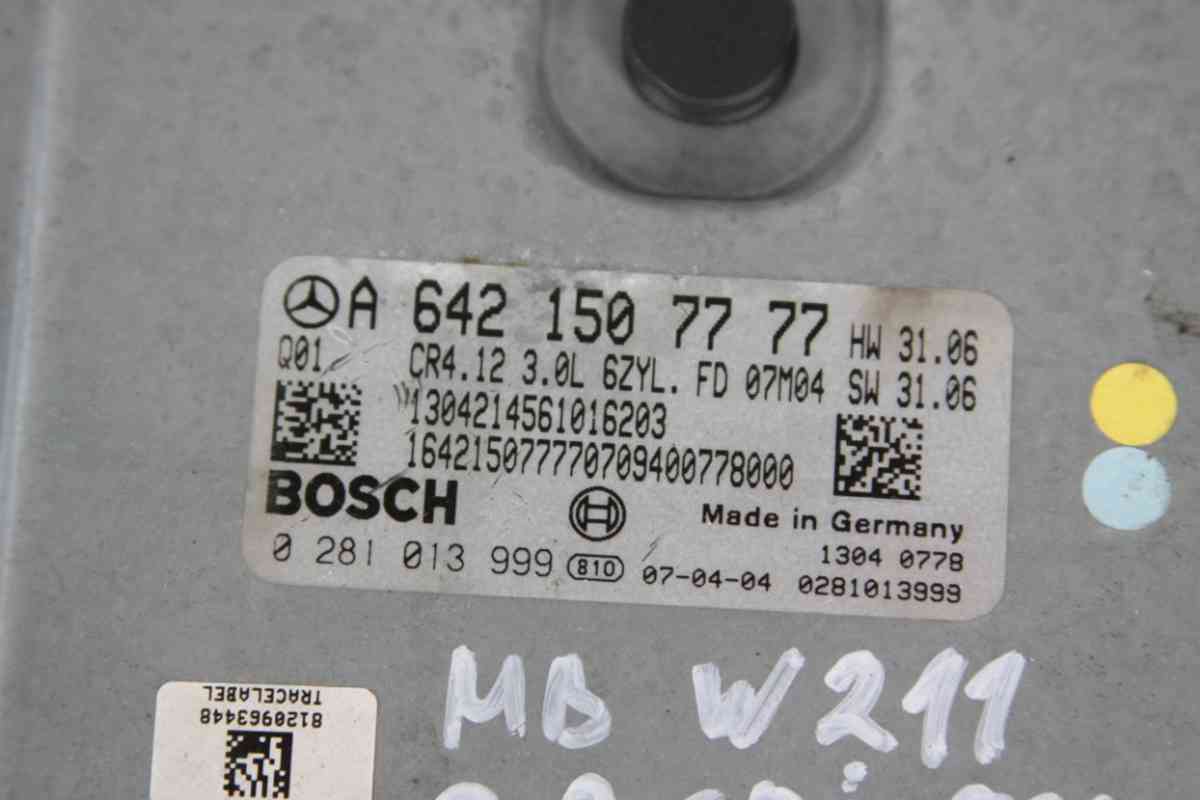 A 642 150 77 77 HW 31.06
Q01 CR4.12 3.0L 6ZYL. FD 07M04 SW 31.06
1304214561016203
164215077770709400778000
BOSCH
Made in Germany
1304 0778
0 281 013 999 810 07-04-04 0281013999
MB W211
TRACELABEL
8120963448